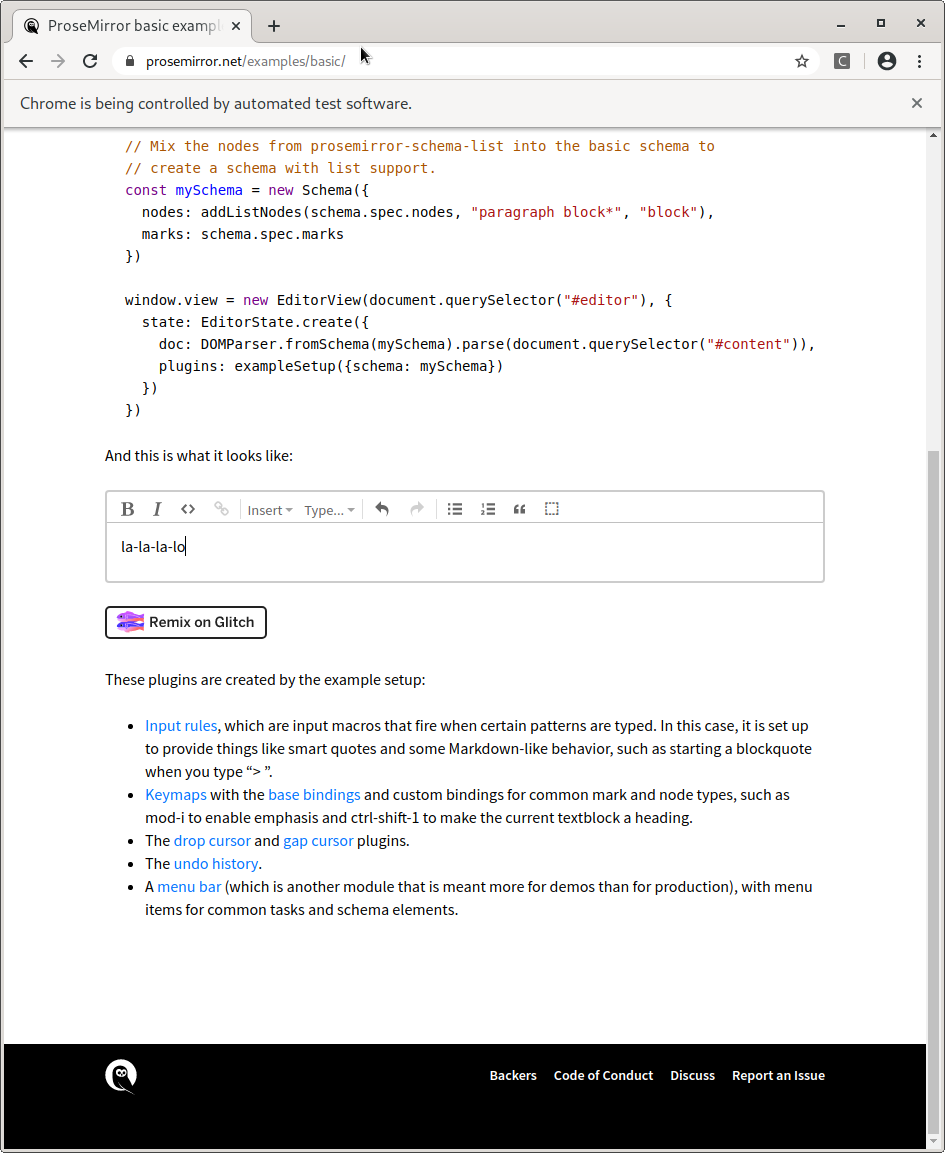 ProseMirror basic exampl
prosemirror.net/examples/basic/
C
Chrome is being controlled by automated test software.
// Mix the nodes from prosemirror-schema-list into the basic schema to
// create a schema with list support.
const mySchema = new Schema({
  nodes: addListNodes(schema.spec.nodes, "paragraph block*", "block"),
  marks: schema.spec.marks
})

window.view = new EditorView(document.querySelector("#editor"), {
  state: EditorState.create({
    doc: DOMParser.fromSchema(mySchema).parse(document.querySelector("#content")),
    plugins: exampleSetup({schema: mySchema})
  })
})
And this is what it looks like:
B I <> Insert Type...
la-la-la-lo
Remix on Glitch
These plugins are created by the example setup:
• Input rules, which are input macros that fire when certain patterns are typed. In this case, it is set up
to provide things like smart quotes and some Markdown-like behavior, such as starting a blockquote
when you type “> ”.
• Keymaps with the base bindings and custom bindings for common mark and node types, such as
mod-i to enable emphasis and ctrl-shift-1 to make the current textblock a heading.
• The drop cursor and gap cursor plugins.
• The undo history.
• A menu bar (which is another module that is meant more for demos than for production), with menu
items for common tasks and schema elements.
Backers Code of Conduct Discuss Report an Issue